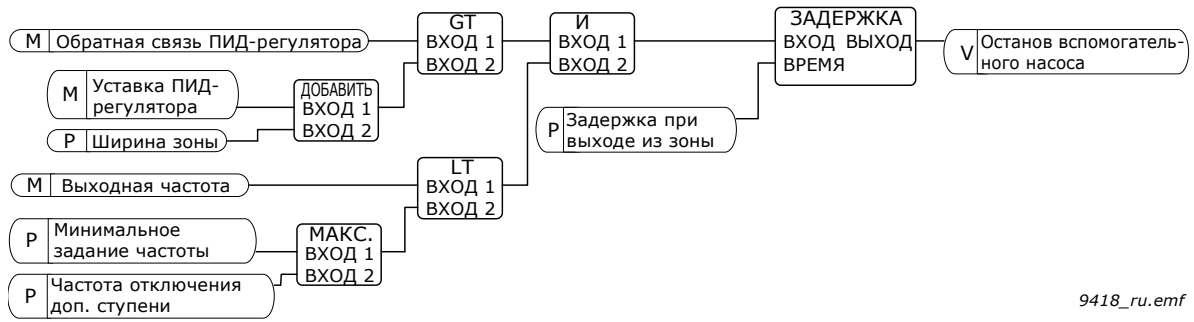 M Обратная связь ПИД-регулятора
GT
ВХОД 1
ВХОД 2
И
ВХОД 1
ВХОД 2
ЗАДЕРЖКА
ВХОД ВЫХОД
ВРЕМЯ
V Останов вспомогатель-
ного насоса
M Уставка ПИД-
регулятора
ДОБАВИТЬ
ВХОД 1
ВХОД 2
P Ширина зоны
P Задержка при
выходе из зоны
M Выходная частота
LT
ВХОД 1
ВХОД 2
P Минимальное
задание частоты
МАКС.
ВХОД 1
ВХОД 2
P Частота отключения
доп. ступени
9418_ru.emf